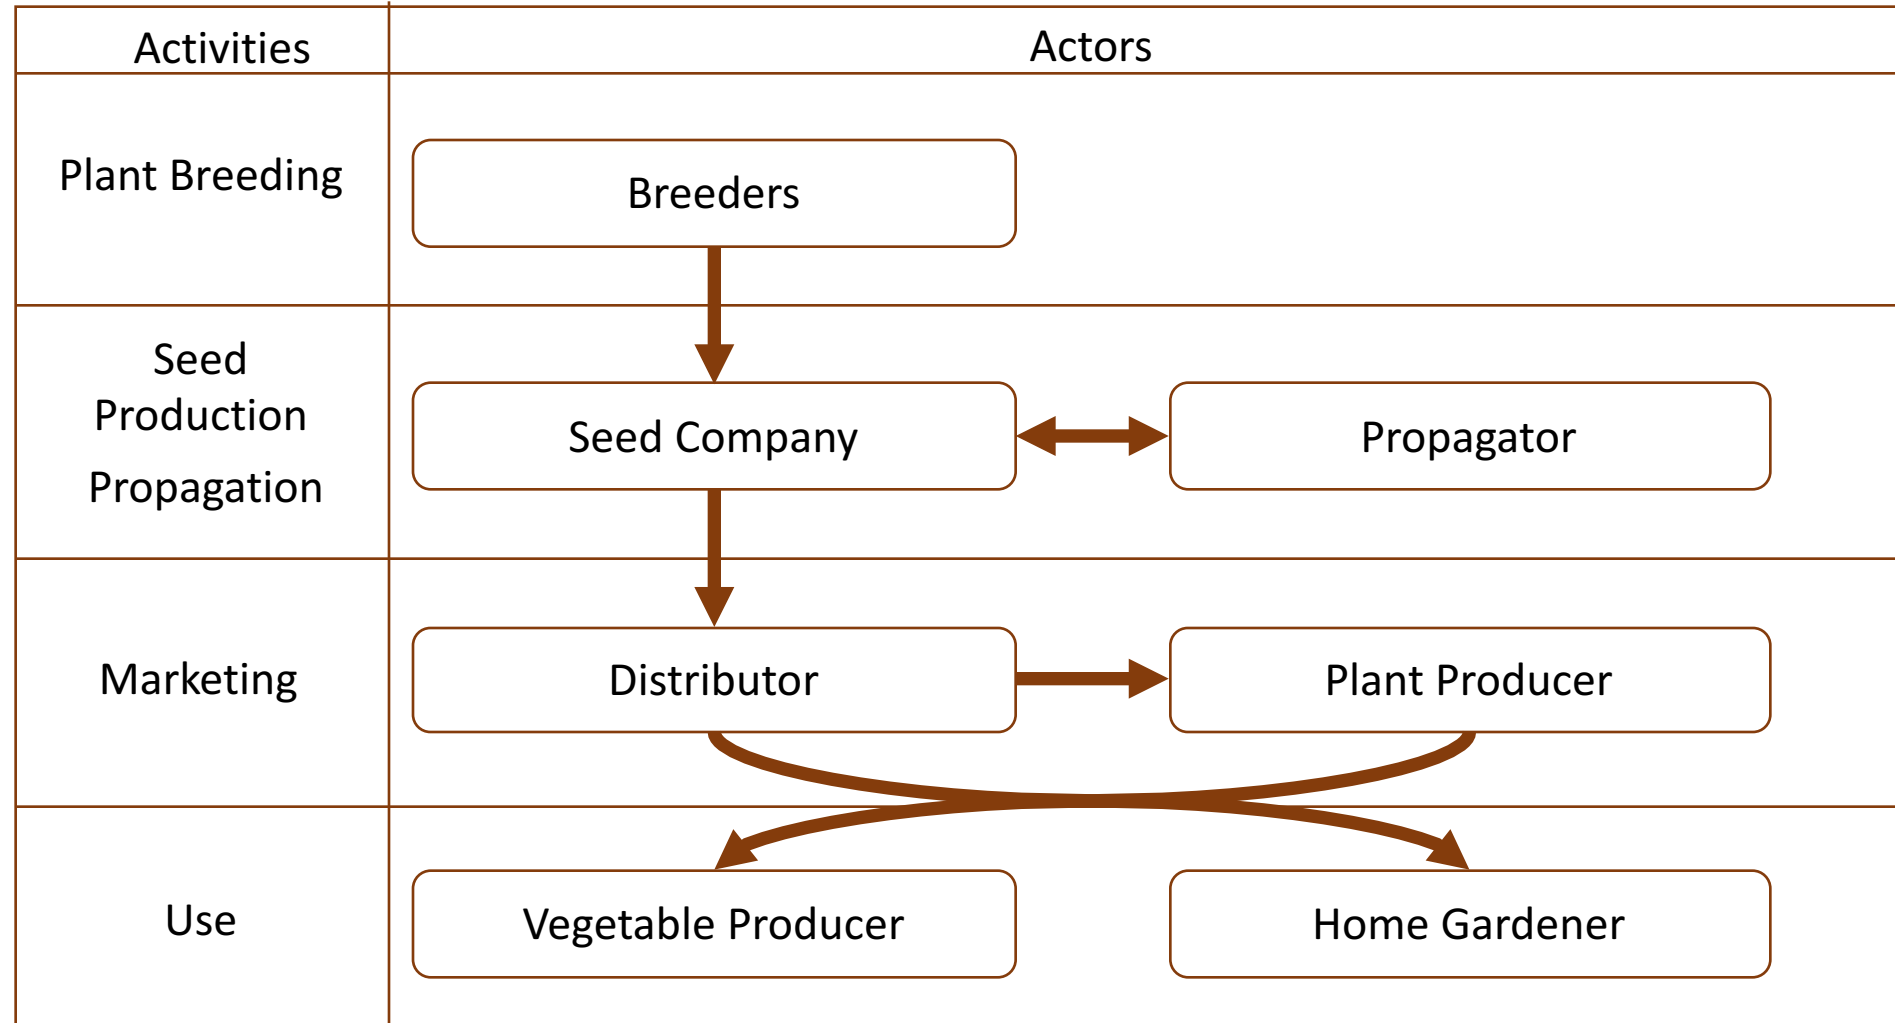 Activities
Actors
Plant Breeding
Breeders
Seed
Production
Propagation
Seed Company
Propagator
Marketing
Distributor
Plant Producer
Use
Vegetable Producer
Home Gardener